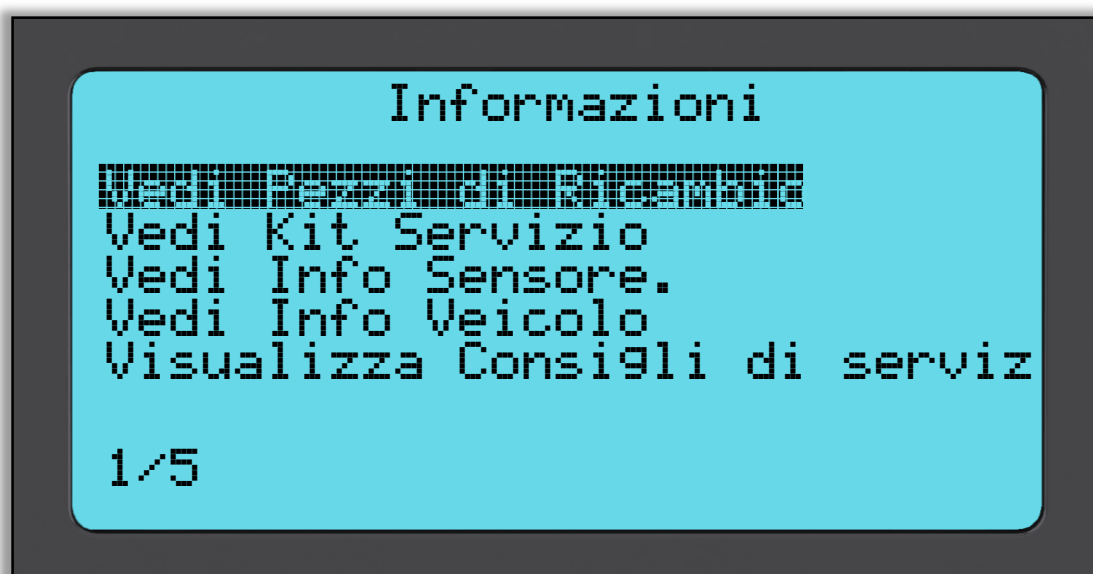 Informazioni
Vedi Pezzi di Ricambio
Vedi Kit Servizio
Vedi Info Sensore.
Vedi Info Veicolo
Visualizza Consigli di serviz
1/5